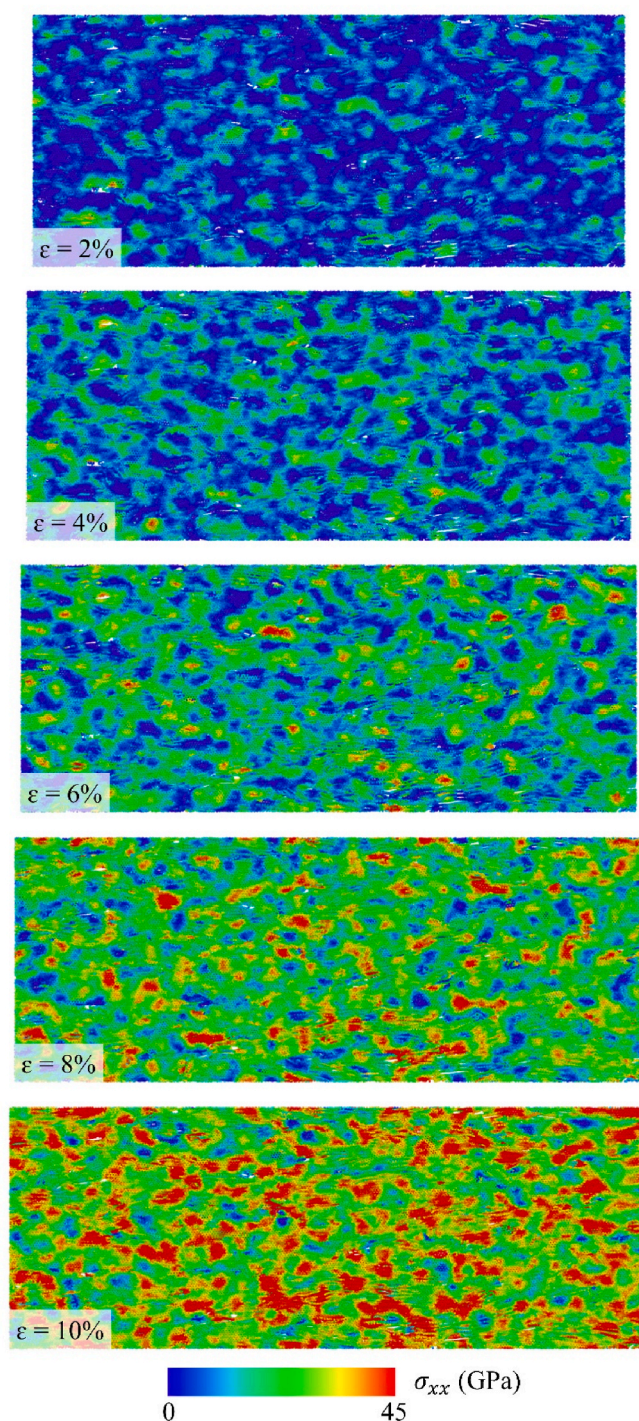 ε = 2%
ε = 4%
ε = 6%
ε = 8%
ε = 10%
σxx (GPa)
0 45